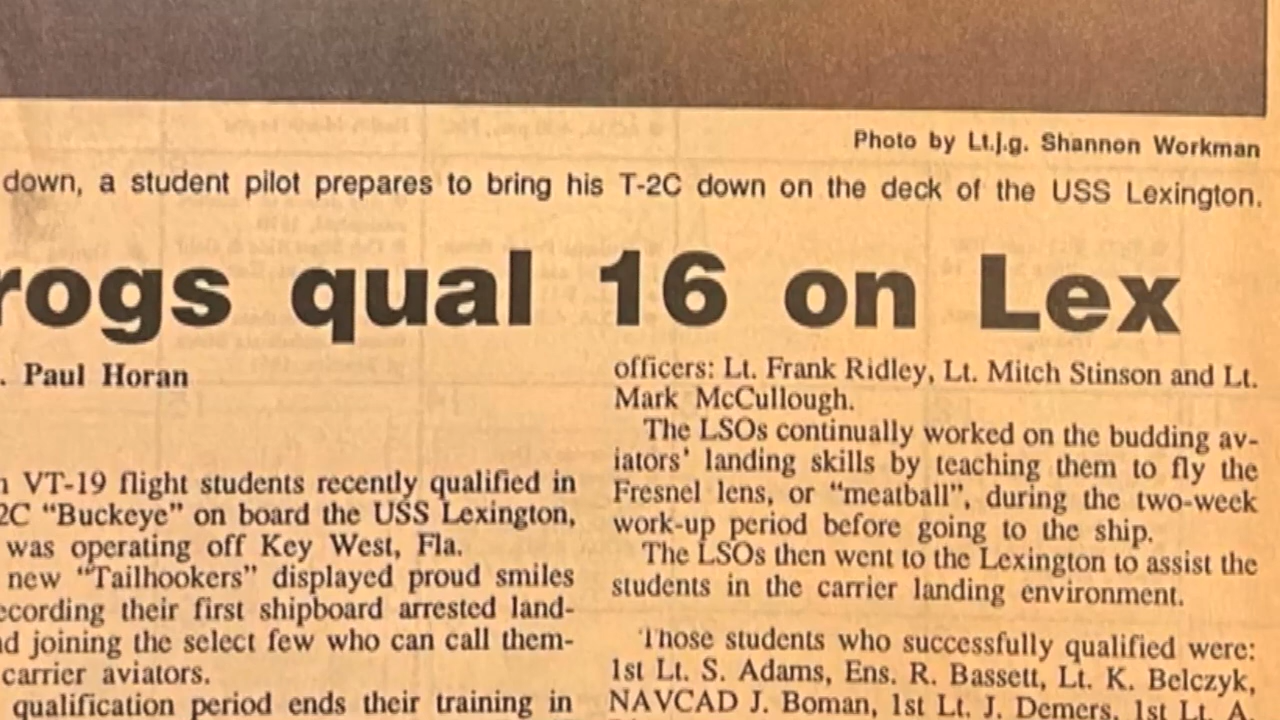 Photo by Lt.j.g. Shannon Workman
down, a student pilot prepares to bring his T-2C down on the deck of the USS Lexington.
rogs qual 16 on Lex
. Paul Horan
VT-19 flight students recently qualified in
2C “Buckeye” on board the USS Lexington,
was operating off Key West, Fla.
new “Tailhookers” displayed proud smiles
ecording their first shipboard arrested land-
d joining the select few who can call them-
carrier aviators.
qualification period ends their training in
officers: Lt. Frank Ridley, Lt. Mitch Stinson and Lt.
Mark McCullough.
The LSOs continually worked on the budding av-
iators’ landing skills by teaching them to fly the
Fresnel lens, or “meatball”, during the two-week
work-up period before going to the ship.
The LSOs then went to the Lexington to assist the
students in the carrier landing environment.
Those students who successfully qualified were:
1st Lt. S. Adams, Ens. R. Bassett, Lt. K. Belczyk,
NAVCAD J. Boman, 1st Lt. J. Demers, 1st Lt. A.